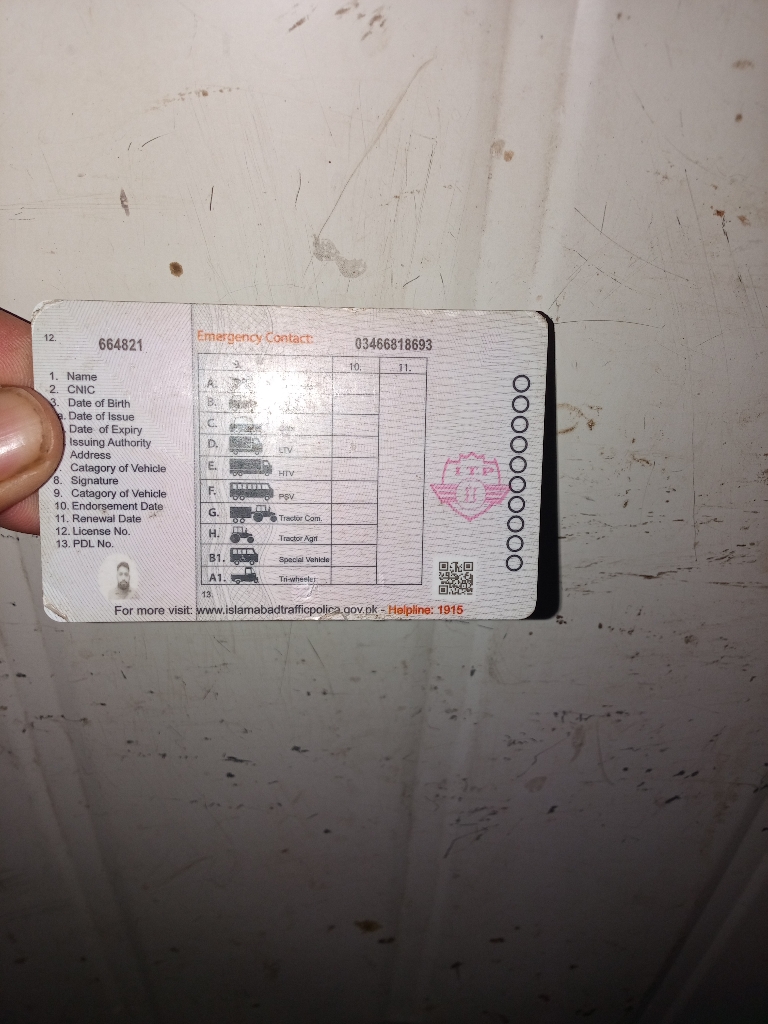 12.
664821
1. Name
2. CNIC
3. Date of Birth
a. Date of Issue
Date of Expiry
Issuing Authority
Address
Catagory of Vehicle
8. Signature
9. Catagory of Vehicle
10. Endorsement Date
11. Renewal Date
12. License No.
13. PDL No.
Emergency Contact: 03466818693
9. 10. 11.
A.
B.
C.
D. LTV
E. HTV
F. PSV
G. Tractor Com.
H. Tractor Agri
B1. Special Vehicle
A1. Tri-wheeler
13.
I.T.P
For more visit: www.islamabadtrafficpolice.gov.pk - Helpline: 1915